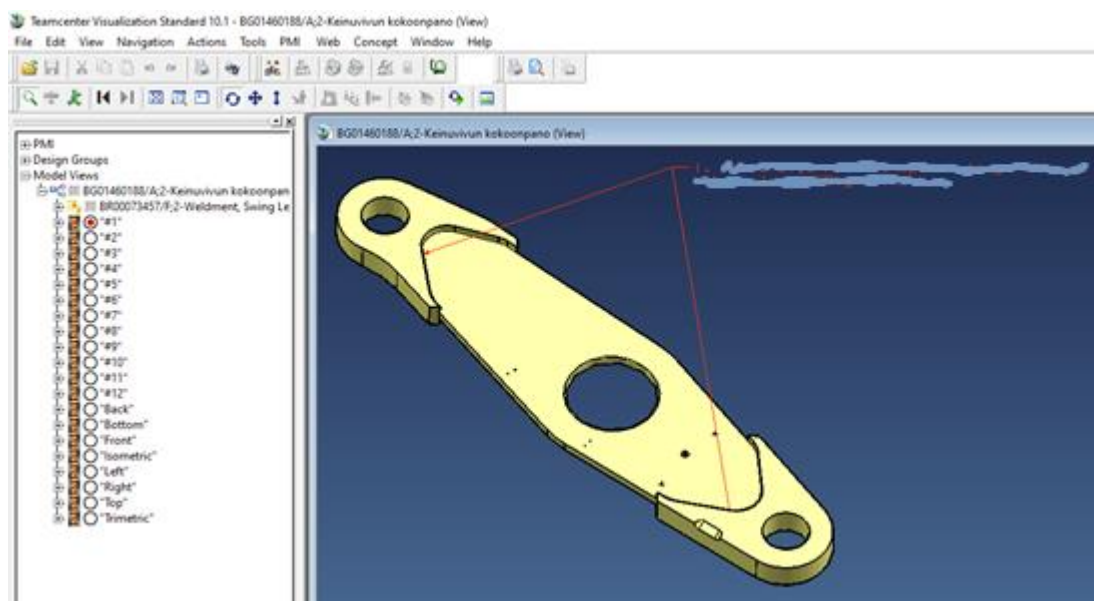 Teamcenter Visualization Standard 10.1 - BG01460188/A;2-Keinuvivun kokoonpano (View)
File Edit View Navigation Actions Tools PMI Web Concept Window Help
PMI
Design Groups
Model Views
BG01460188/A;2-Keinuvivun kokoonpan
BR00073457/F;2-Weldment, Swing Le
"#1"
"#2"
"#3"
"#4"
"#5"
"#6"
"#7"
"#8"
"#9"
"#10"
"#11"
"#12"
"Back"
"Bottom"
"Front"
"Isometric"
"Left"
"Right"
"Top"
"Trimetric"
BG01460188/A;2-Keinuvivun kokoonpano (View)